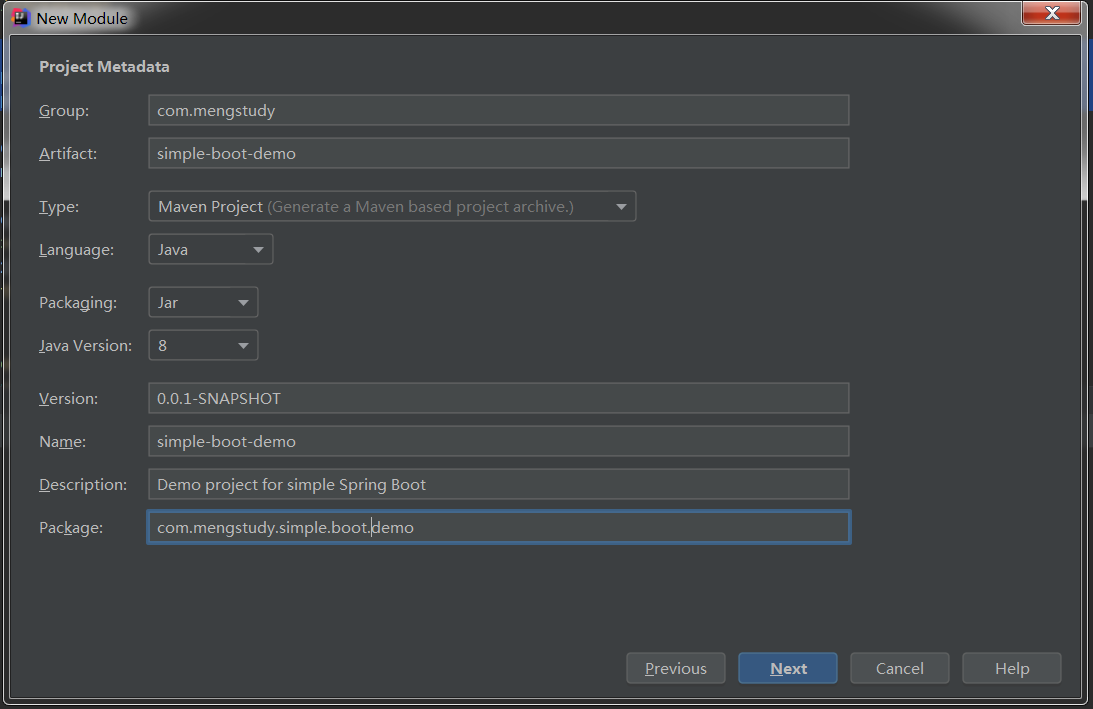 New Module
Project Metadata
Group: com.mengstudy
Artifact: simple-boot-demo
Type: Maven Project (Generate a Maven based project archive.)
Language: Java
Packaging: Jar
Java Version: 8
Version: 0.0.1-SNAPSHOT
Name: simple-boot-demo
Description: Demo project for simple Spring Boot
Package: com.mengstudy.simple.boot.demo
Previous Next Cancel Help